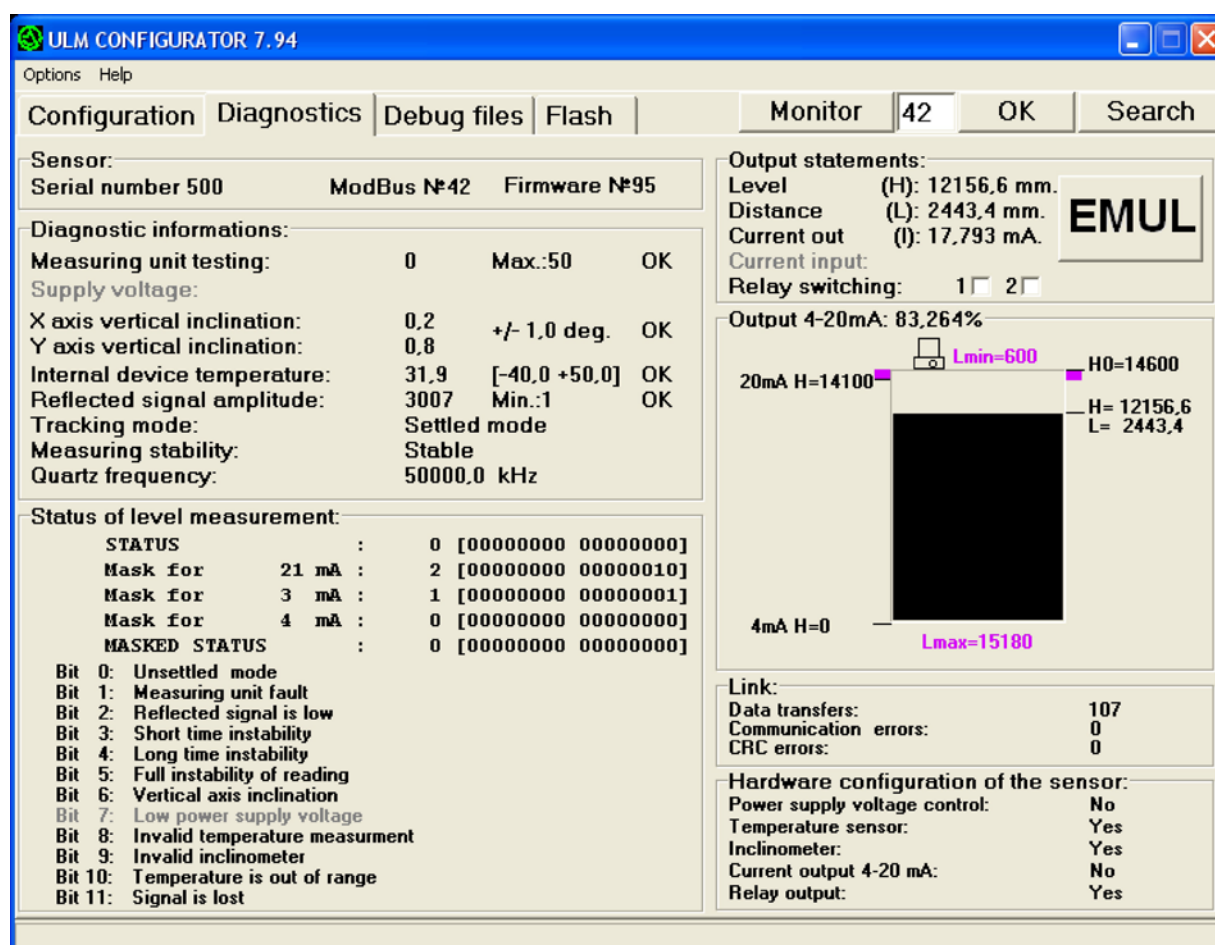 ULM CONFIGURATOR 7.94
Options Help
Configuration Diagnostics Debug files Flash Monitor 42 OK Search
Sensor:
Serial number 500 ModBus №42 Firmware №95
Diagnostic informations:
Measuring unit testing: 0 Max.:50 OK
Supply voltage:
X axis vertical inclination: 0,2
+/- 1,0 deg. OK
Y axis vertical inclination: 0,8
Internal device temperature: 31,9 [-40,0 +50,0] OK
Reflected signal amplitude: 3007 Min.:1 OK
Tracking mode: Settled mode
Measuring stability: Stable
Quartz frequency: 50000,0 kHz
Status of level measurement:
STATUS : 0 [00000000 00000000]
Mask for 21 mA : 2 [00000000 00000010]
Mask for 3 mA : 1 [00000000 00000001]
Mask for 4 mA : 0 [00000000 00000000]
MASKED STATUS : 0 [00000000 00000000]
Bit 0: Unsettled mode
Bit 1: Measuring unit fault
Bit 2: Reflected signal is low
Bit 3: Short time instability
Bit 4: Long time instability
Bit 5: Full instability of reading
Bit 6: Vertical axis inclination
Bit 7: Low power supply voltage
Bit 8: Invalid temperature measurment
Bit 9: Invalid inclinometer
Bit 10: Temperature is out of range
Bit 11: Signal is lost
Output statements:
Level (H): 12156,6 mm.
Distance (L): 2443,4 mm.
Current out (I): 17,793 mA.
Current input:
Relay switching: 1 2
EMUL
Output 4-20mA: 83,264%
Lmin=600
H0=14600
20mA H=14100
H= 12156,6
L= 2443,4
4mA H=0
Lmax=15180
Link:
Data transfers: 107
Communication errors: 0
CRC errors: 0
Hardware configuration of the sensor:
Power supply voltage control: No
Temperature sensor: Yes
Inclinometer: Yes
Current output 4-20 mA: No
Relay output: Yes